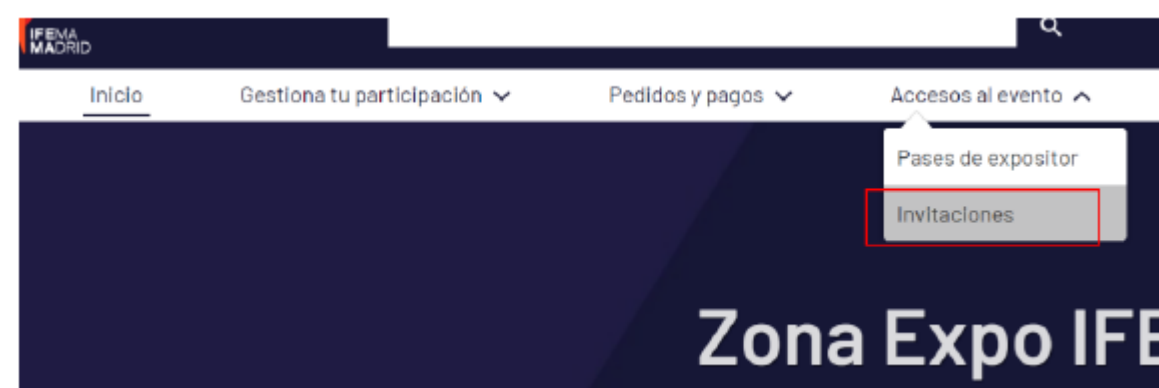 IFEMA
MADRID
Inicio Gestiona tu participación Pedidos y pagos Accesos al evento
Pases de expositor
Invitaciones
Zona Expo IFE